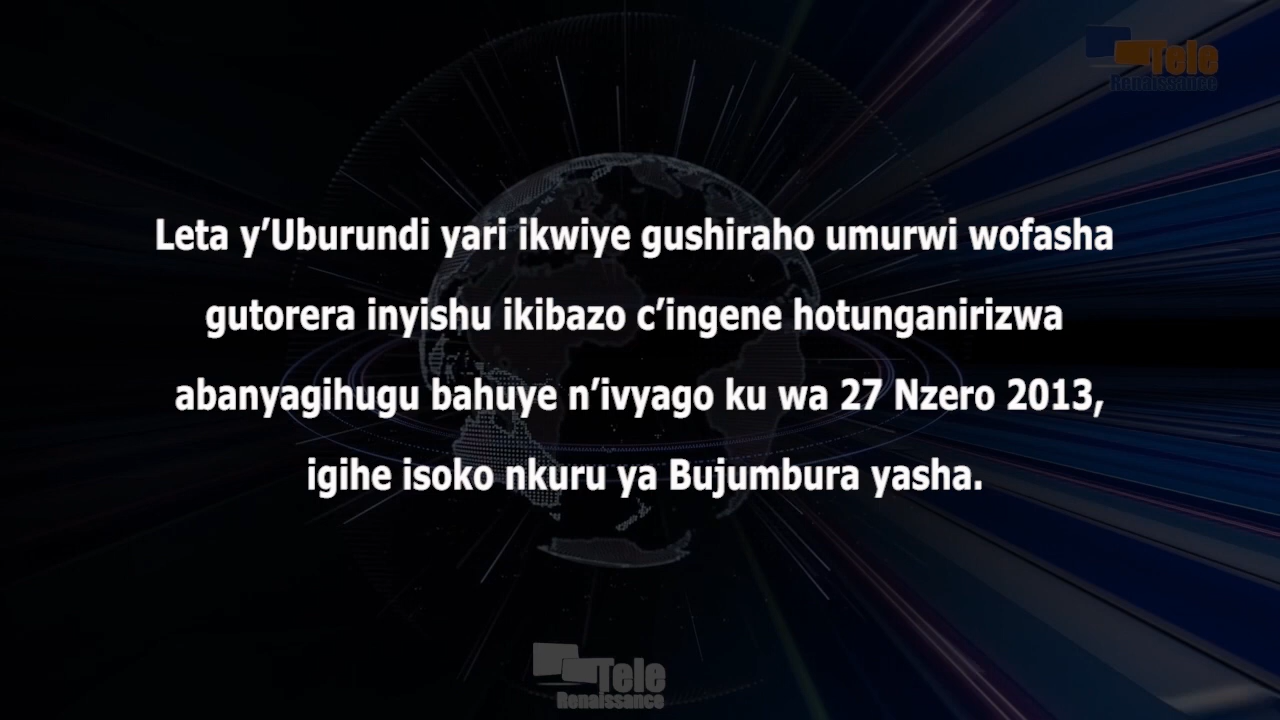 Tele
Renaissance
Leta y’Uburundi yari ikwiye gushiraho umurwi wofasha
gutorera inyishu ikibazo c’ingene hotunganirizwa
abanyagihugu bahuye n’ivyago ku wa 27 Nzero 2013,
igihe isoko nkuru ya Bujumbura yasha.
Tele
Renaissance